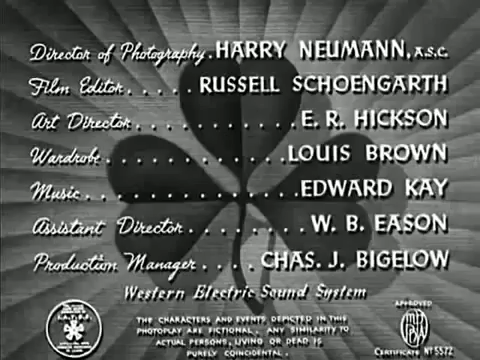 Director of Photography. HARRY NEUMANN, A.S.C.
Film Editor..... RUSSELL SCHOENGARTH
Art Director........... E. R. HICKSON
Wardrobe............ LOUIS BROWN
Music.............. EDWARD KAY
Assistant Director........ W. B. EASON
Production Manager.... CHAS. J. BIGELOW
Western Electric Sound System
THE CHARACTERS AND EVENTS DEPICTED IN THIS
PHOTOPLAY ARE FICTIONAL. ANY SIMILARITY TO
ACTUAL PERSONS, LIVING OR DEAD IS
PURELY COINCIDENTAL.
I.A.T.S.E.
APPROVED
Certificate Nº 5572